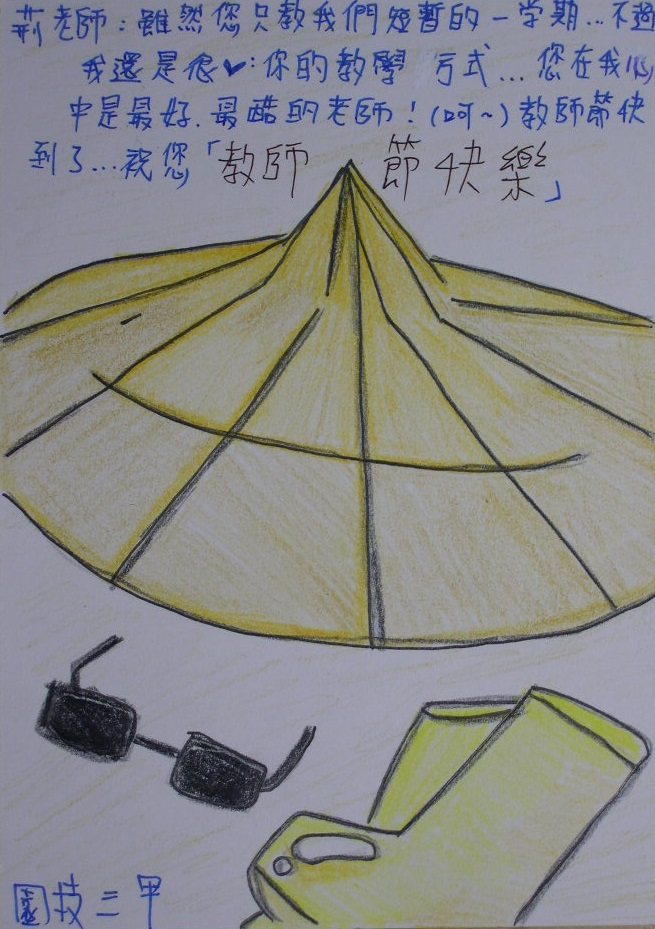 荊老師：雖然您只教我們短暫的一学期...不過
我還是很♥：你的教學 方式...您在我心
中是最好.最酷的老師！(呵~)教師節快
到了...祝您「教師 節快樂」
園技二甲